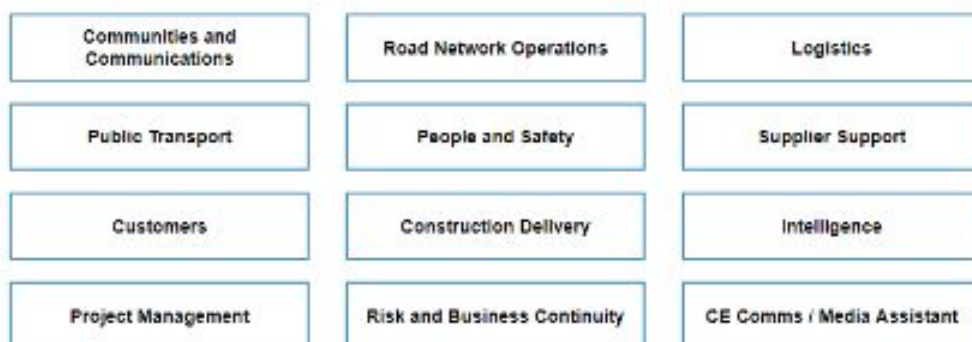 Communities and
Communications
Road Network Operations
Logistics
Public Transport
People and Safety
Supplier Support
Customers
Construction Delivery
Intelligence
Project Management
Risk and Business Continuity
CE Comms / Media Assistant